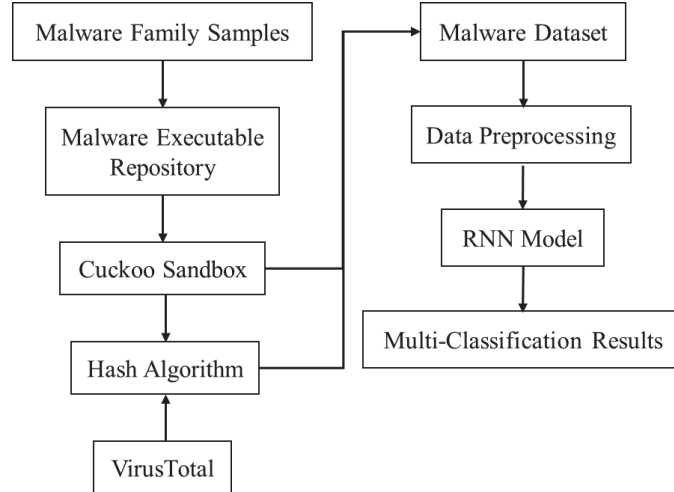 Malware Family Samples
Malware Executable
Repository
Cuckoo Sandbox
Hash Algorithm
VirusTotal
Malware Dataset
Data Preprocessing
RNN Model
Multi-Classification Results